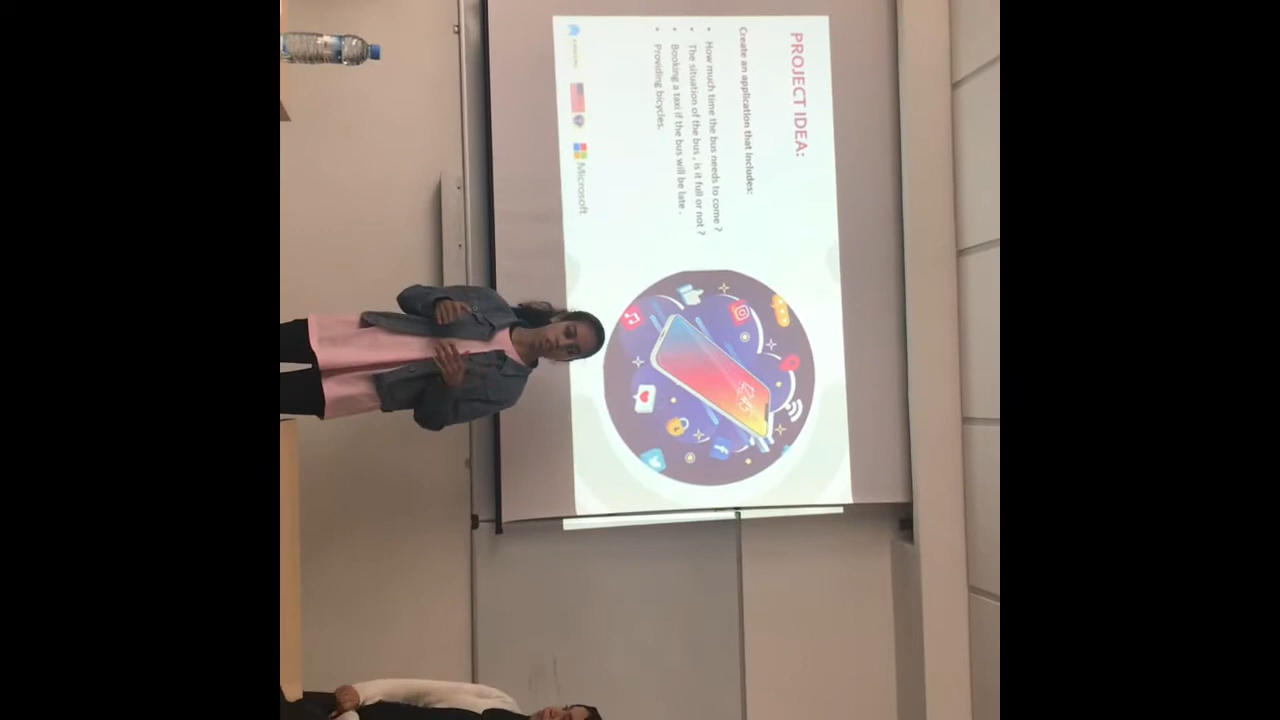 PROJECT IDEA:
Create an application that includes:
• How much time the bus needs to come ?
• The situation of the bus , is it full or not ?
• Booking a taxi if the bus will be late .
• Providing bicycles.
Microsoft